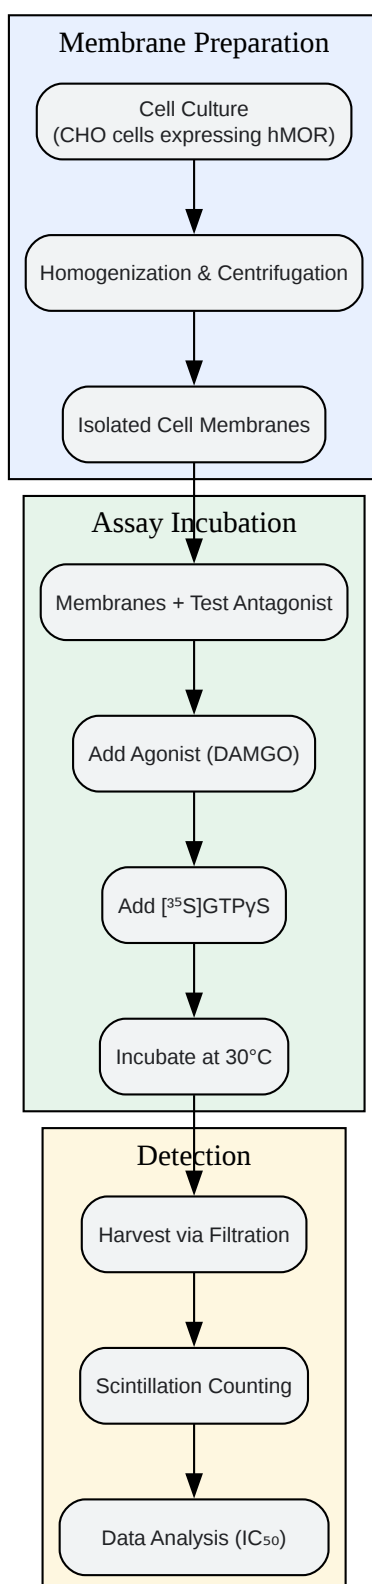 Membrane Preparation
Cell Culture
(CHO cells expressing hMOR)
Homogenization & Centrifugation
Isolated Cell Membranes
Assay Incubation
Membranes + Test Antagonist
Add Agonist (DAMGO)
Add [³⁵S]GTPγS
Incubate at 30°C
Detection
Harvest via Filtration
Scintillation Counting
Data Analysis (IC₅₀)